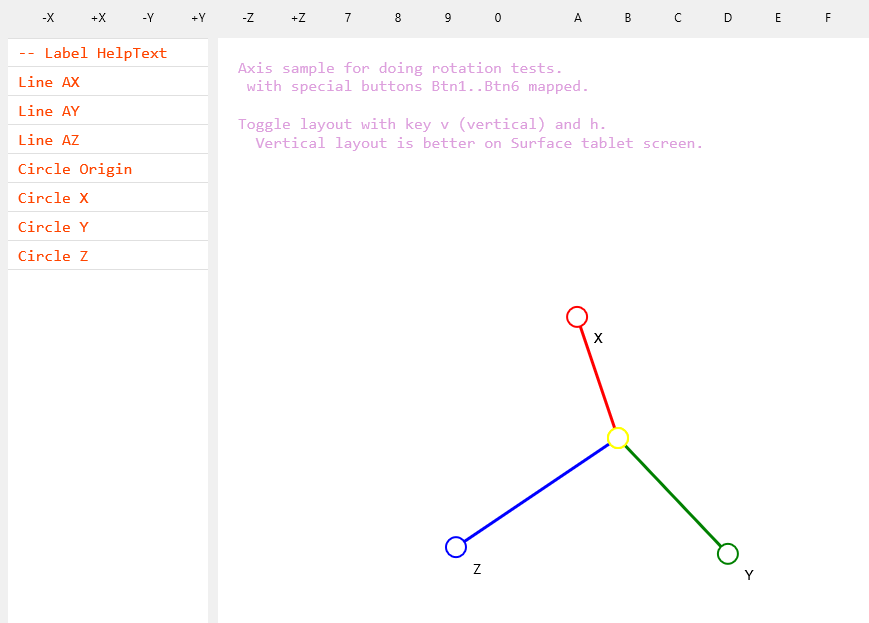 -X +X -Y +Y -Z +Z 7 8 9 0 A B C D E F
-- Label HelpText
Line AX
Line AY
Line AZ
Circle Origin
Circle X
Circle Y
Circle Z
Axis sample for doing rotation tests.
with special buttons Btn1..Btn6 mapped.
Toggle layout with key v (vertical) and h.
Vertical layout is better on Surface tablet screen.
X
Z
Y